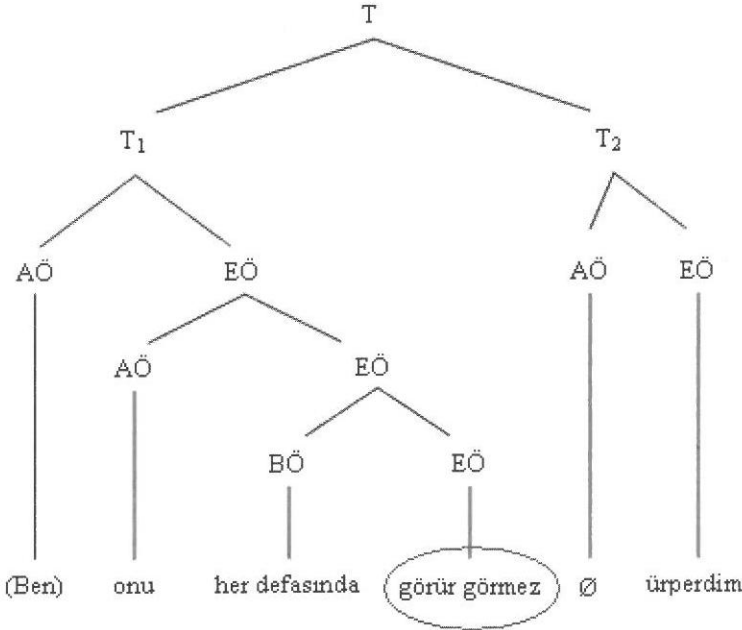 T
T₁ T₂
AÖ EÖ AÖ EÖ
AÖ EÖ
BÖ EÖ
(Ben) onu her defasında görür görmez Ø ürperdim